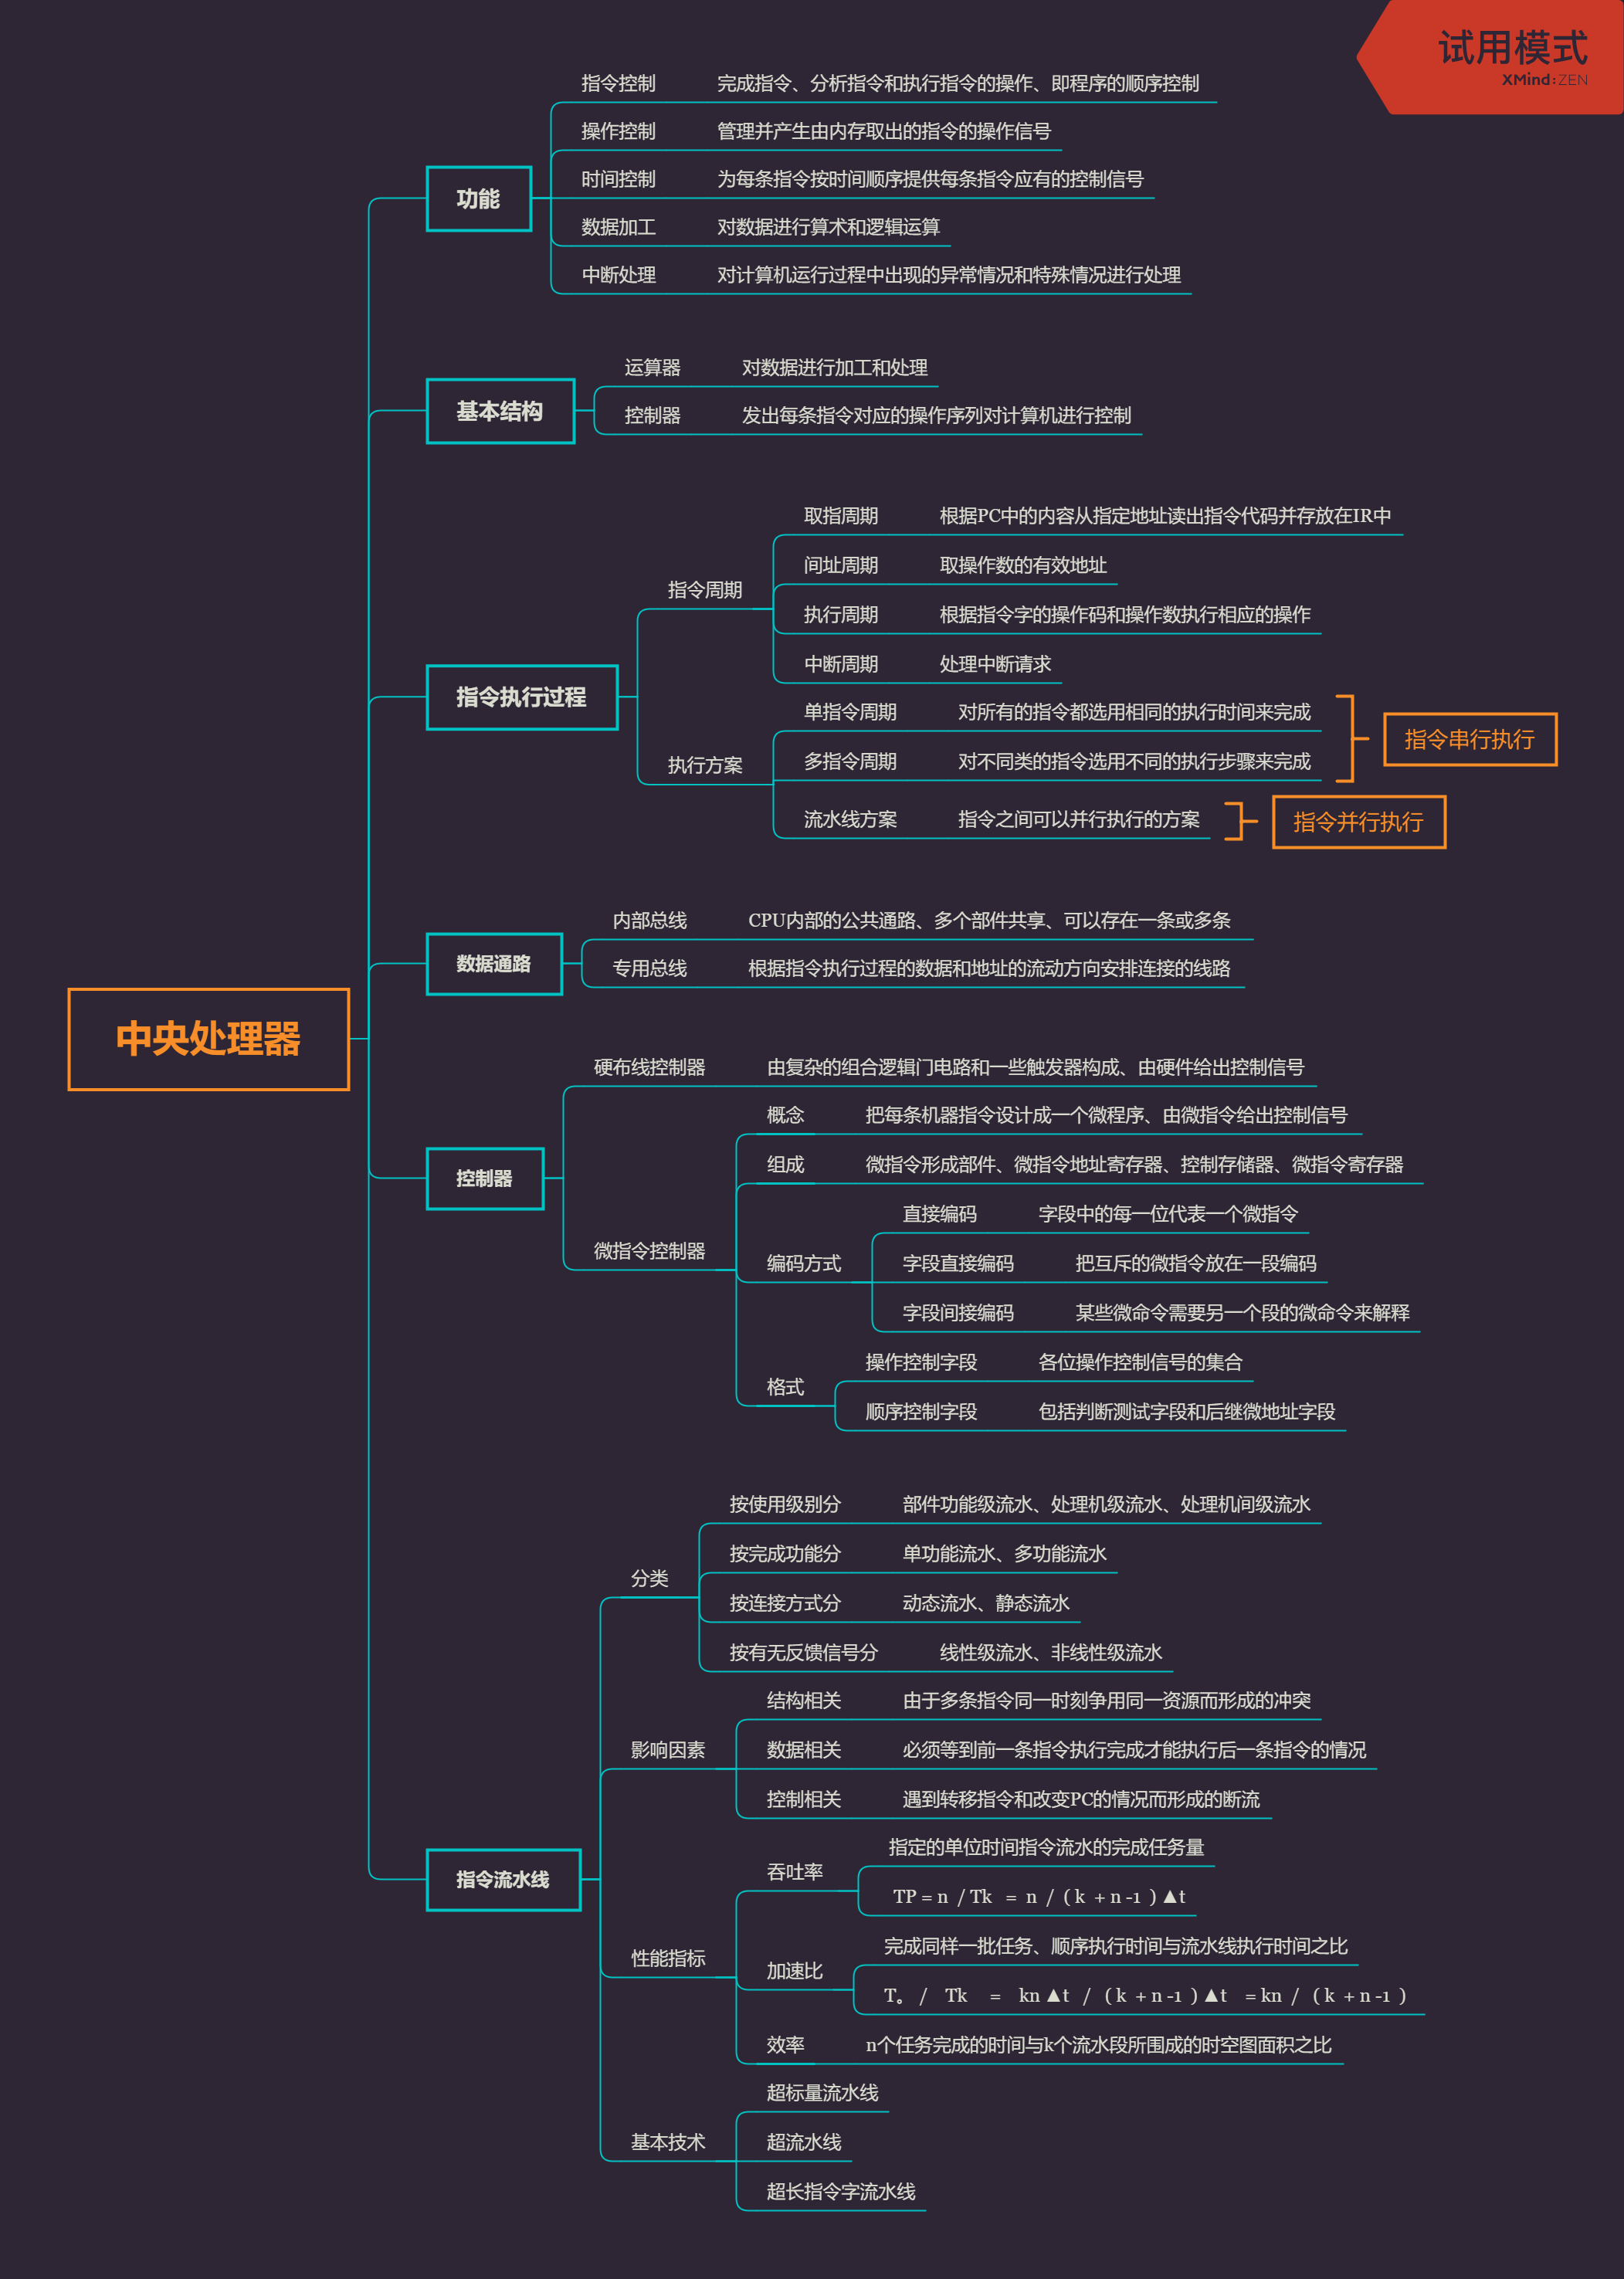 试用模式
XMind:ZEN
中央处理器
功能
指令控制 完成指令、分析指令和执行指令的操作、即程序的顺序控制
操作控制 管理并产生由内存取出的指令的操作信号
时间控制 为每条指令按时间顺序提供每条指令应有的控制信号
数据加工 对数据进行算术和逻辑运算
中断处理 对计算机运行过程中出现的异常情况和特殊情况进行处理
基本结构
运算器 对数据进行加工和处理
控制器 发出每条指令对应的操作序列对计算机进行控制
指令执行过程
指令周期
取指周期 根据PC中的内容从指定地址读出指令代码并存放在IR中
间址周期 取操作数的有效地址
执行周期 根据指令字的操作码和操作数执行相应的操作
中断周期 处理中断请求
执行方案
单指令周期 对所有的指令都选用相同的执行时间来完成
多指令周期 对不同类的指令选用不同的执行步骤来完成
指令串行执行
流水线方案 指令之间可以并行执行的方案
指令并行执行
数据通路
内部总线 CPU内部的公共通路、多个部件共享、可以存在一条或多条
专用总线 根据指令执行过程的数据和地址的流动方向安排连接的线路
控制器
硬布线控制器 由复杂的组合逻辑门电路和一些触发器构成、由硬件给出控制信号
微指令控制器
概念 把每条机器指令设计成一个微程序、由微指令给出控制信号
组成 微指令形成部件、微指令地址寄存器、控制存储器、微指令寄存器
编码方式
直接编码 字段中的每一位代表一个微指令
字段直接编码 把互斥的微指令放在一段编码
字段间接编码 某些微命令需要另一个段的微命令来解释
格式
操作控制字段 各位操作控制信号的集合
顺序控制字段 包括判断测试字段和后继微地址字段
指令流水线
分类
按使用级别分 部件功能级流水、处理机级流水、处理机间级流水
按完成功能分 单功能流水、多功能流水
按连接方式分 动态流水、静态流水
按有无反馈信号分 线性级流水、非线性级流水
影响因素
结构相关 由于多条指令同一时刻争用同一资源而形成的冲突
数据相关 必须等到前一条指令执行完成才能执行后一条指令的情况
控制相关 遇到转移指令和改变PC的情况而形成的断流
性能指标
吞吐率
指定的单位时间指令流水的完成任务量
TP = n / Tk = n / ( k + n -1 ) ▲t
加速比
完成同样一批任务、顺序执行时间与流水线执行时间之比
T。 / Tk = kn ▲t / ( k + n -1 ) ▲t = kn / ( k + n -1 )
效率 n个任务完成的时间与k个流水段所围成的时空图面积之比
基本技术
超标量流水线
超流水线
超长指令字流水线